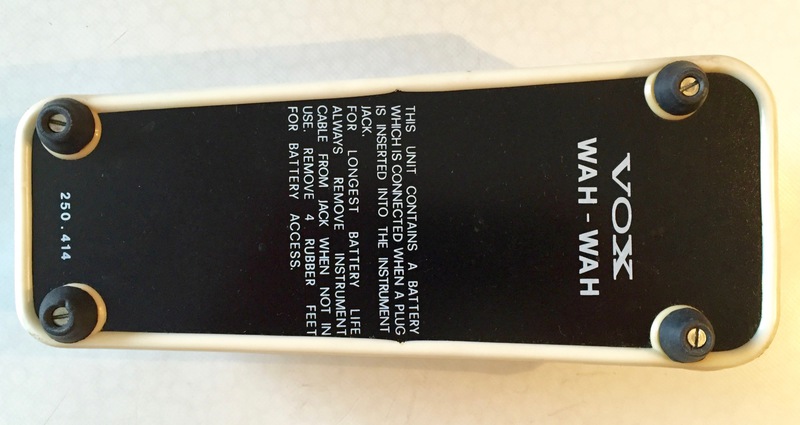 VOX
WAH-WAH
THIS UNIT CONTAINS A BATTERY
WHICH IS CONNECTED WHEN A PLUG
IS INSERTED INTO THE INSTRUMENT
JACK.
FOR LONGEST BATTERY LIFE
ALWAYS REMOVE INSTRUMENT
CABLE FROM JACK WHEN NOT IN
USE. REMOVE 4 RUBBER FEET
FOR BATTERY ACCESS.
250.414